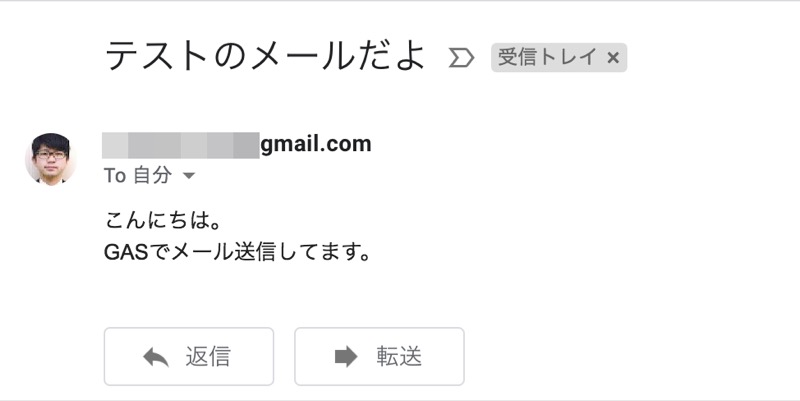 テストのメールだよ 受信トレイ ×
gmail.com
To 自分
こんにちは。
GASでメール送信してます。
返信 転送